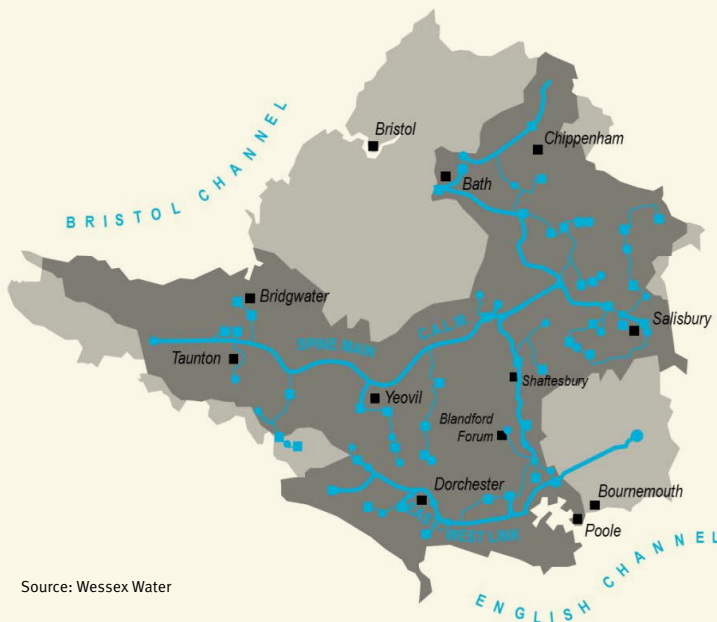 BRISTOL CHANNEL
Bristol
Chippenham
Bath
Bridgwater
C.A.L.M.
Salisbury
SPINE MAIN
Taunton
Shaftesbury
Yeovil
Blandford
Forum
Dorchester
Bournemouth
WEST LINK
Poole
ENGLISH CHANNEL
Source: Wessex Water